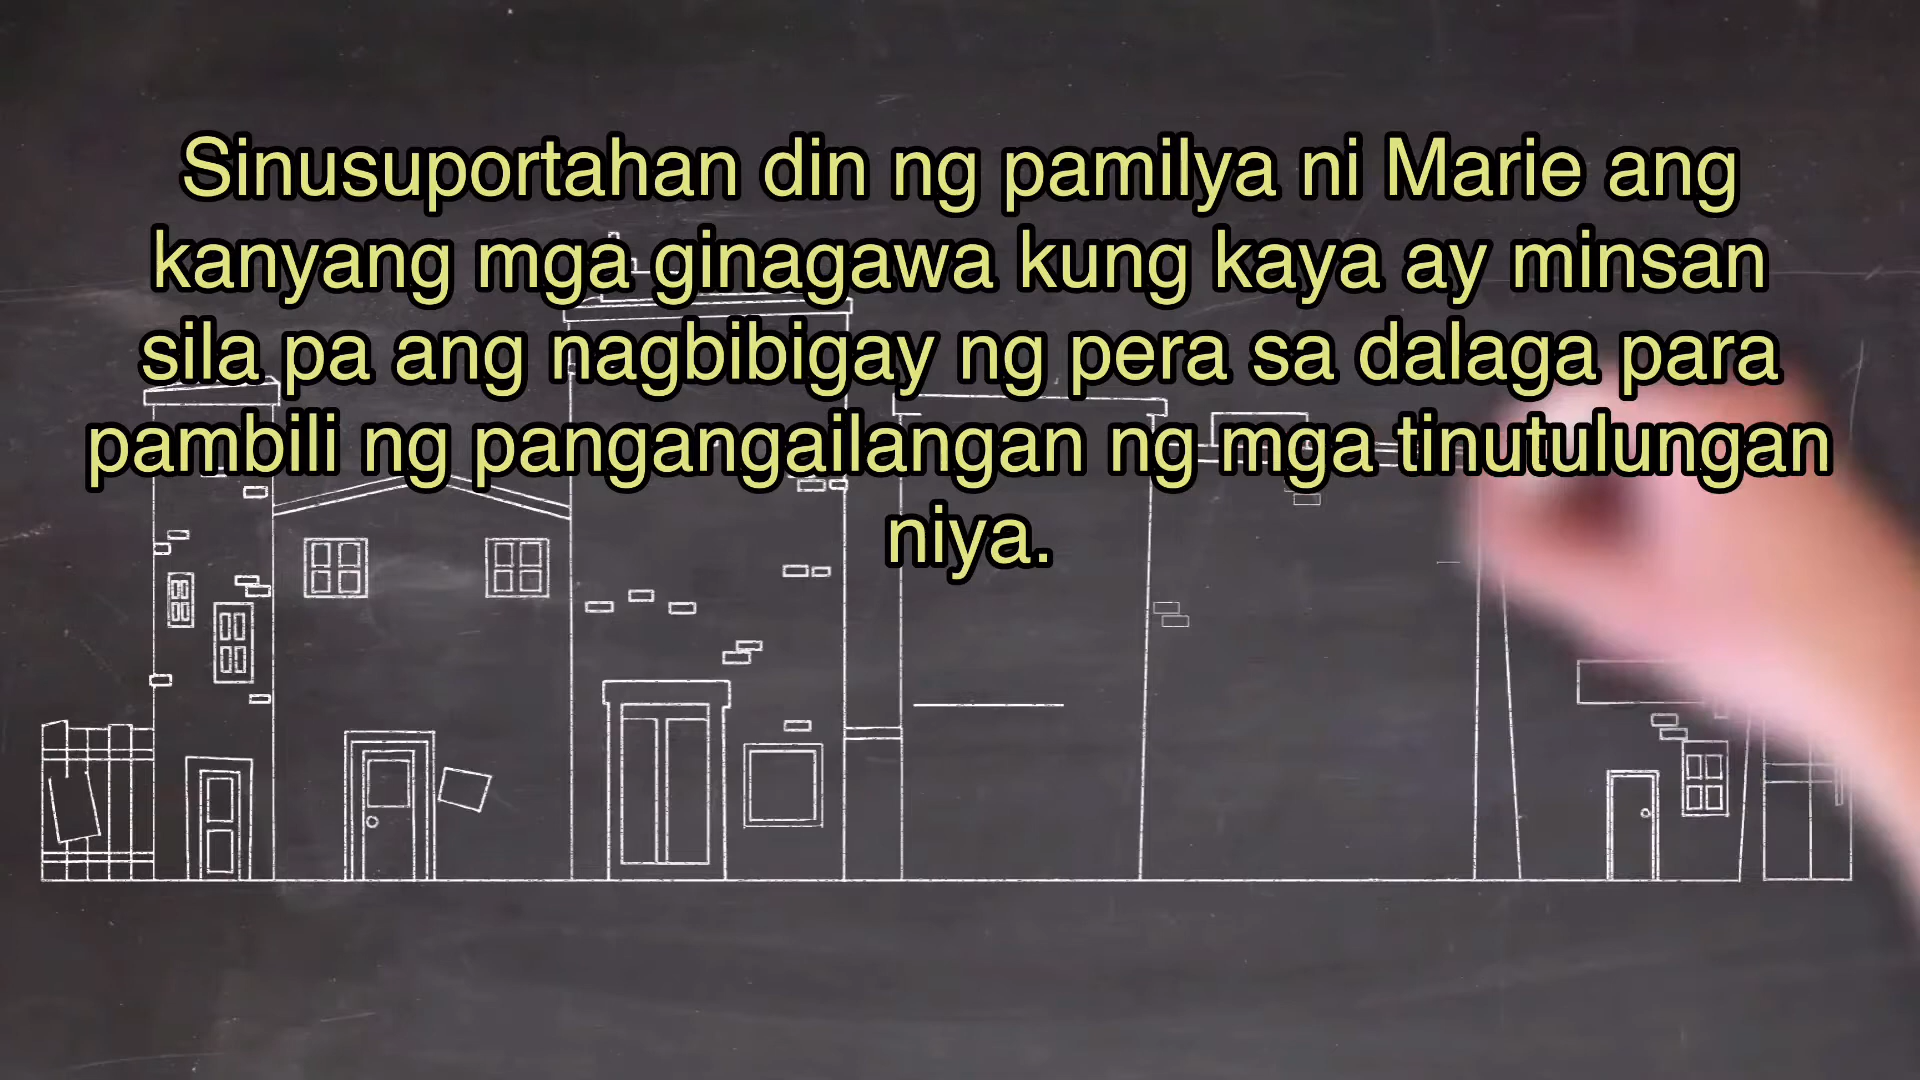 Sinusuportahan din ng pamilya ni Marie ang
kanyang mga ginagawa kung kaya ay minsan
sila pa ang nagbibigay ng pera sa dalaga para
pambili ng pangangailangan ng mga tinutulungan
niya.